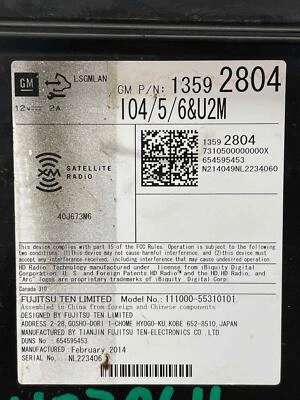 GM
LSGMLAN
GM P/N: 1359 2804
12V 2A
IO4/5/6&U2M
1359 2804
7310500000000X
654595453
N214049NL2234060
SATELLITE
RADIO
40J673M6
This device complies with part 15 of the FCC Rules. Operation
is subject to the following two conditions: (1) this device
may not cause harmful interference, and (2) this device must
accept any interference received, including interference
that may cause undesired operation.
HD Radio Technology manufactured under license from iBiquity Digital
Corporation. U. S. and Foreign Patents. HD Radio and the HD, HD Radio, and
"Arc" logos are proprietary trademarks of iBiquity Digital Corporation.
Canada 310
FUJITSU TEN LIMITED Model No.: 111000-55310101
Assembled in China from foreign and Chinese components
DESIGNED BY FUJITSU TEN LIMITED
ADDRESS 2-28, GOSHO-DORI 1-CHOME HYOGO-KU, KOBE 652-8510, JAPAN
MANUFACTURED BY TIANJIN FUJITSU TEN ELECTRONICS CO., LTD
DUNS No.: 654595453
MANUFACTURED February 2014
SERIAL No. NL223406